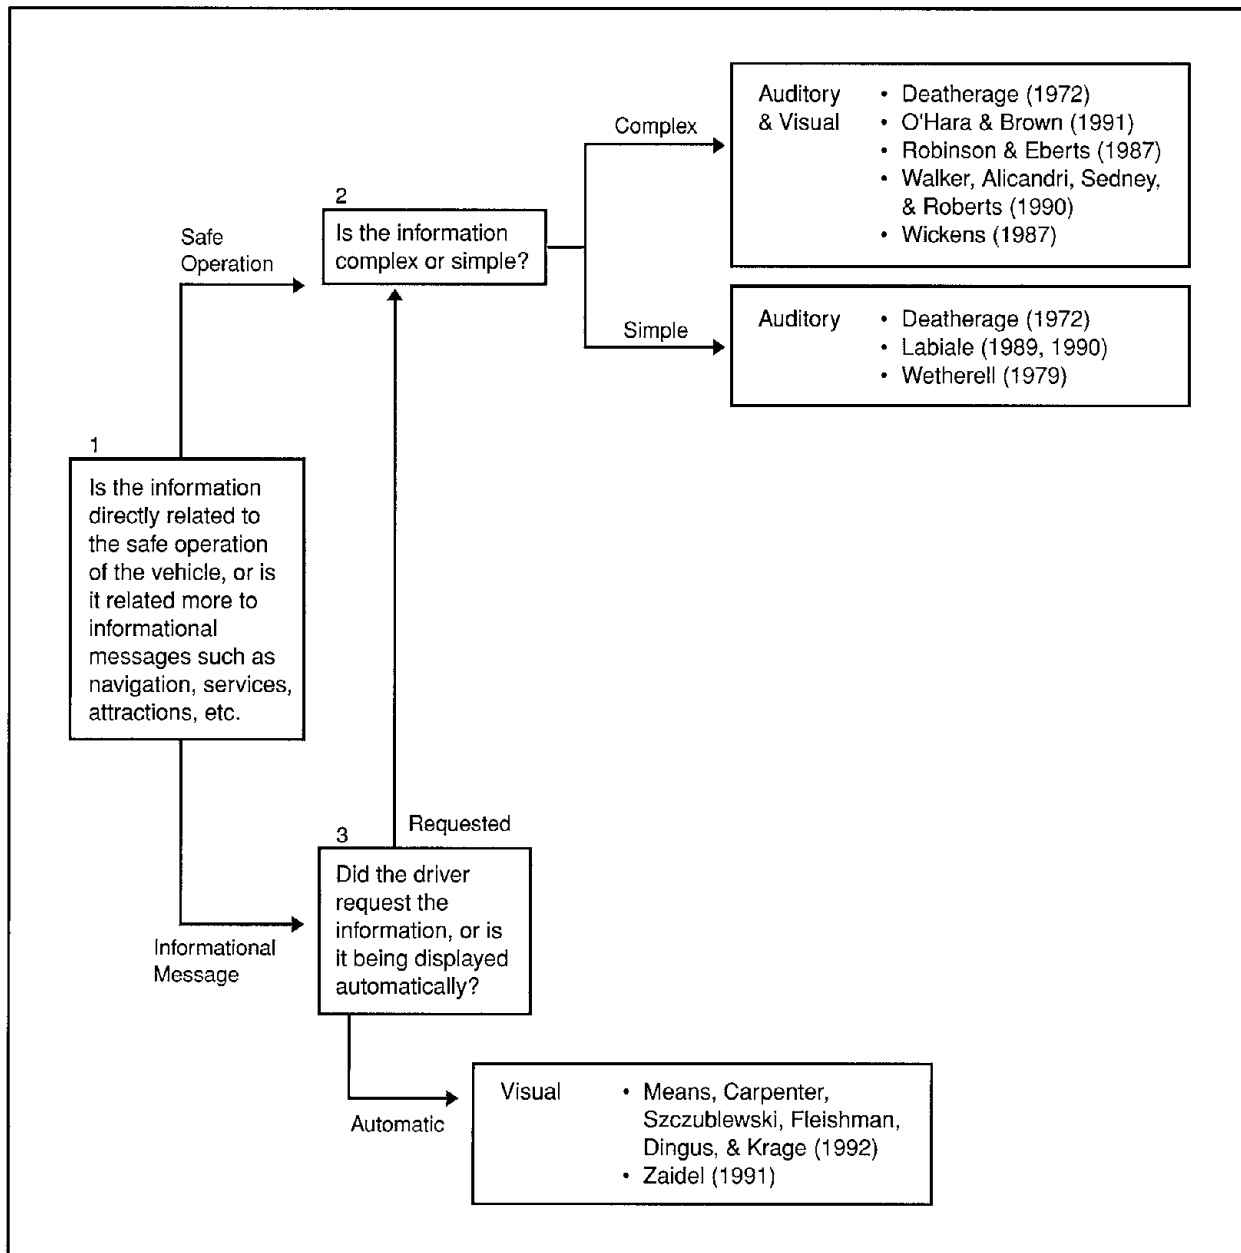 Auditory
& Visual
• Deatherage (1972)
• O'Hara & Brown (1991)
• Robinson & Eberts (1987)
• Walker, Alicandri, Sedney,
& Roberts (1990)
• Wickens (1987)
Complex
2
Is the information
complex or simple?
Safe
Operation
Simple
Auditory
• Deatherage (1972)
• Labiale (1989, 1990)
• Wetherell (1979)
1
Is the information
directly related to
the safe operation
of the vehicle, or is
it related more to
informational
messages such as
navigation, services,
attractions, etc.
Requested
3
Did the driver
request the
information, or is
it being displayed
automatically?
Informational
Message
Automatic
Visual
• Means, Carpenter,
Szczublewski, Fleishman,
Dingus, & Krage (1992)
• Zaidel (1991)